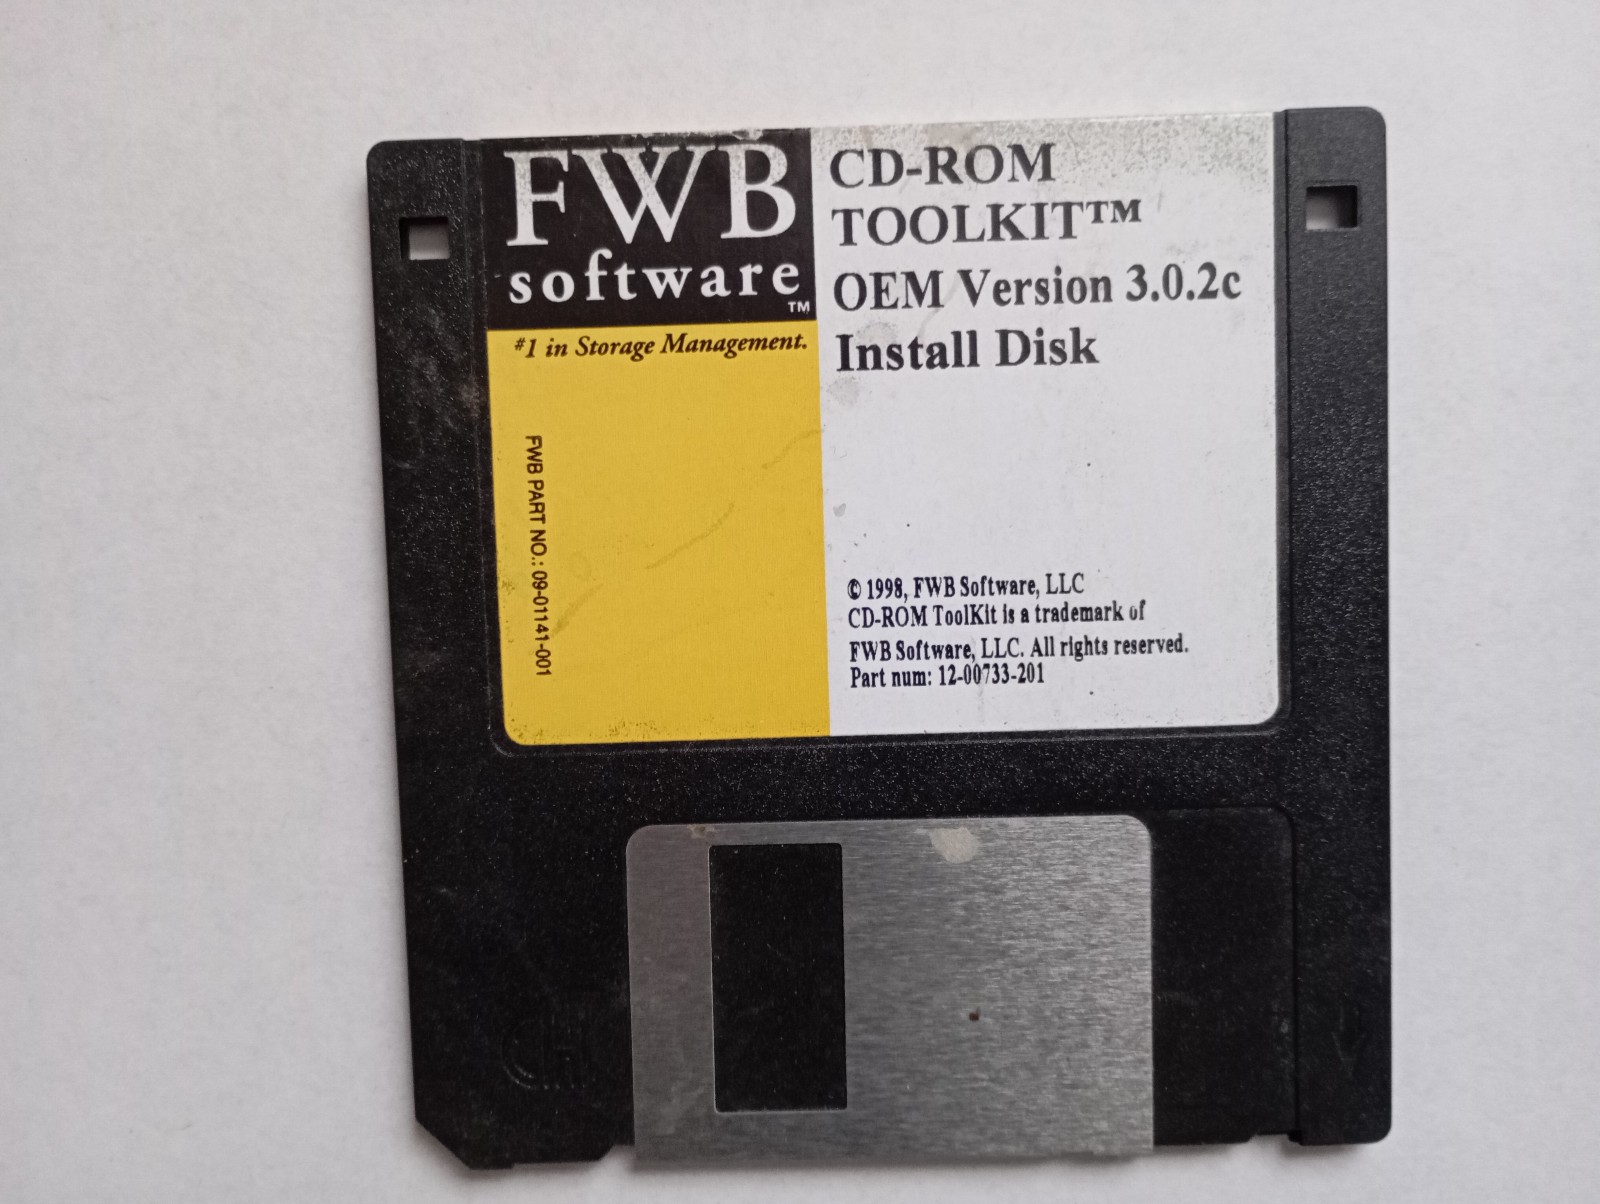 FWB
software™
#1 in Storage Management.
FWB PART NO.: 09-01141-001
CD-ROM
TOOLKIT™
OEM Version 3.0.2c
Install Disk
© 1998, FWB Software, LLC
CD-ROM ToolKit is a trademark of
FWB Software, LLC. All rights reserved.
Part num: 12-00733-201